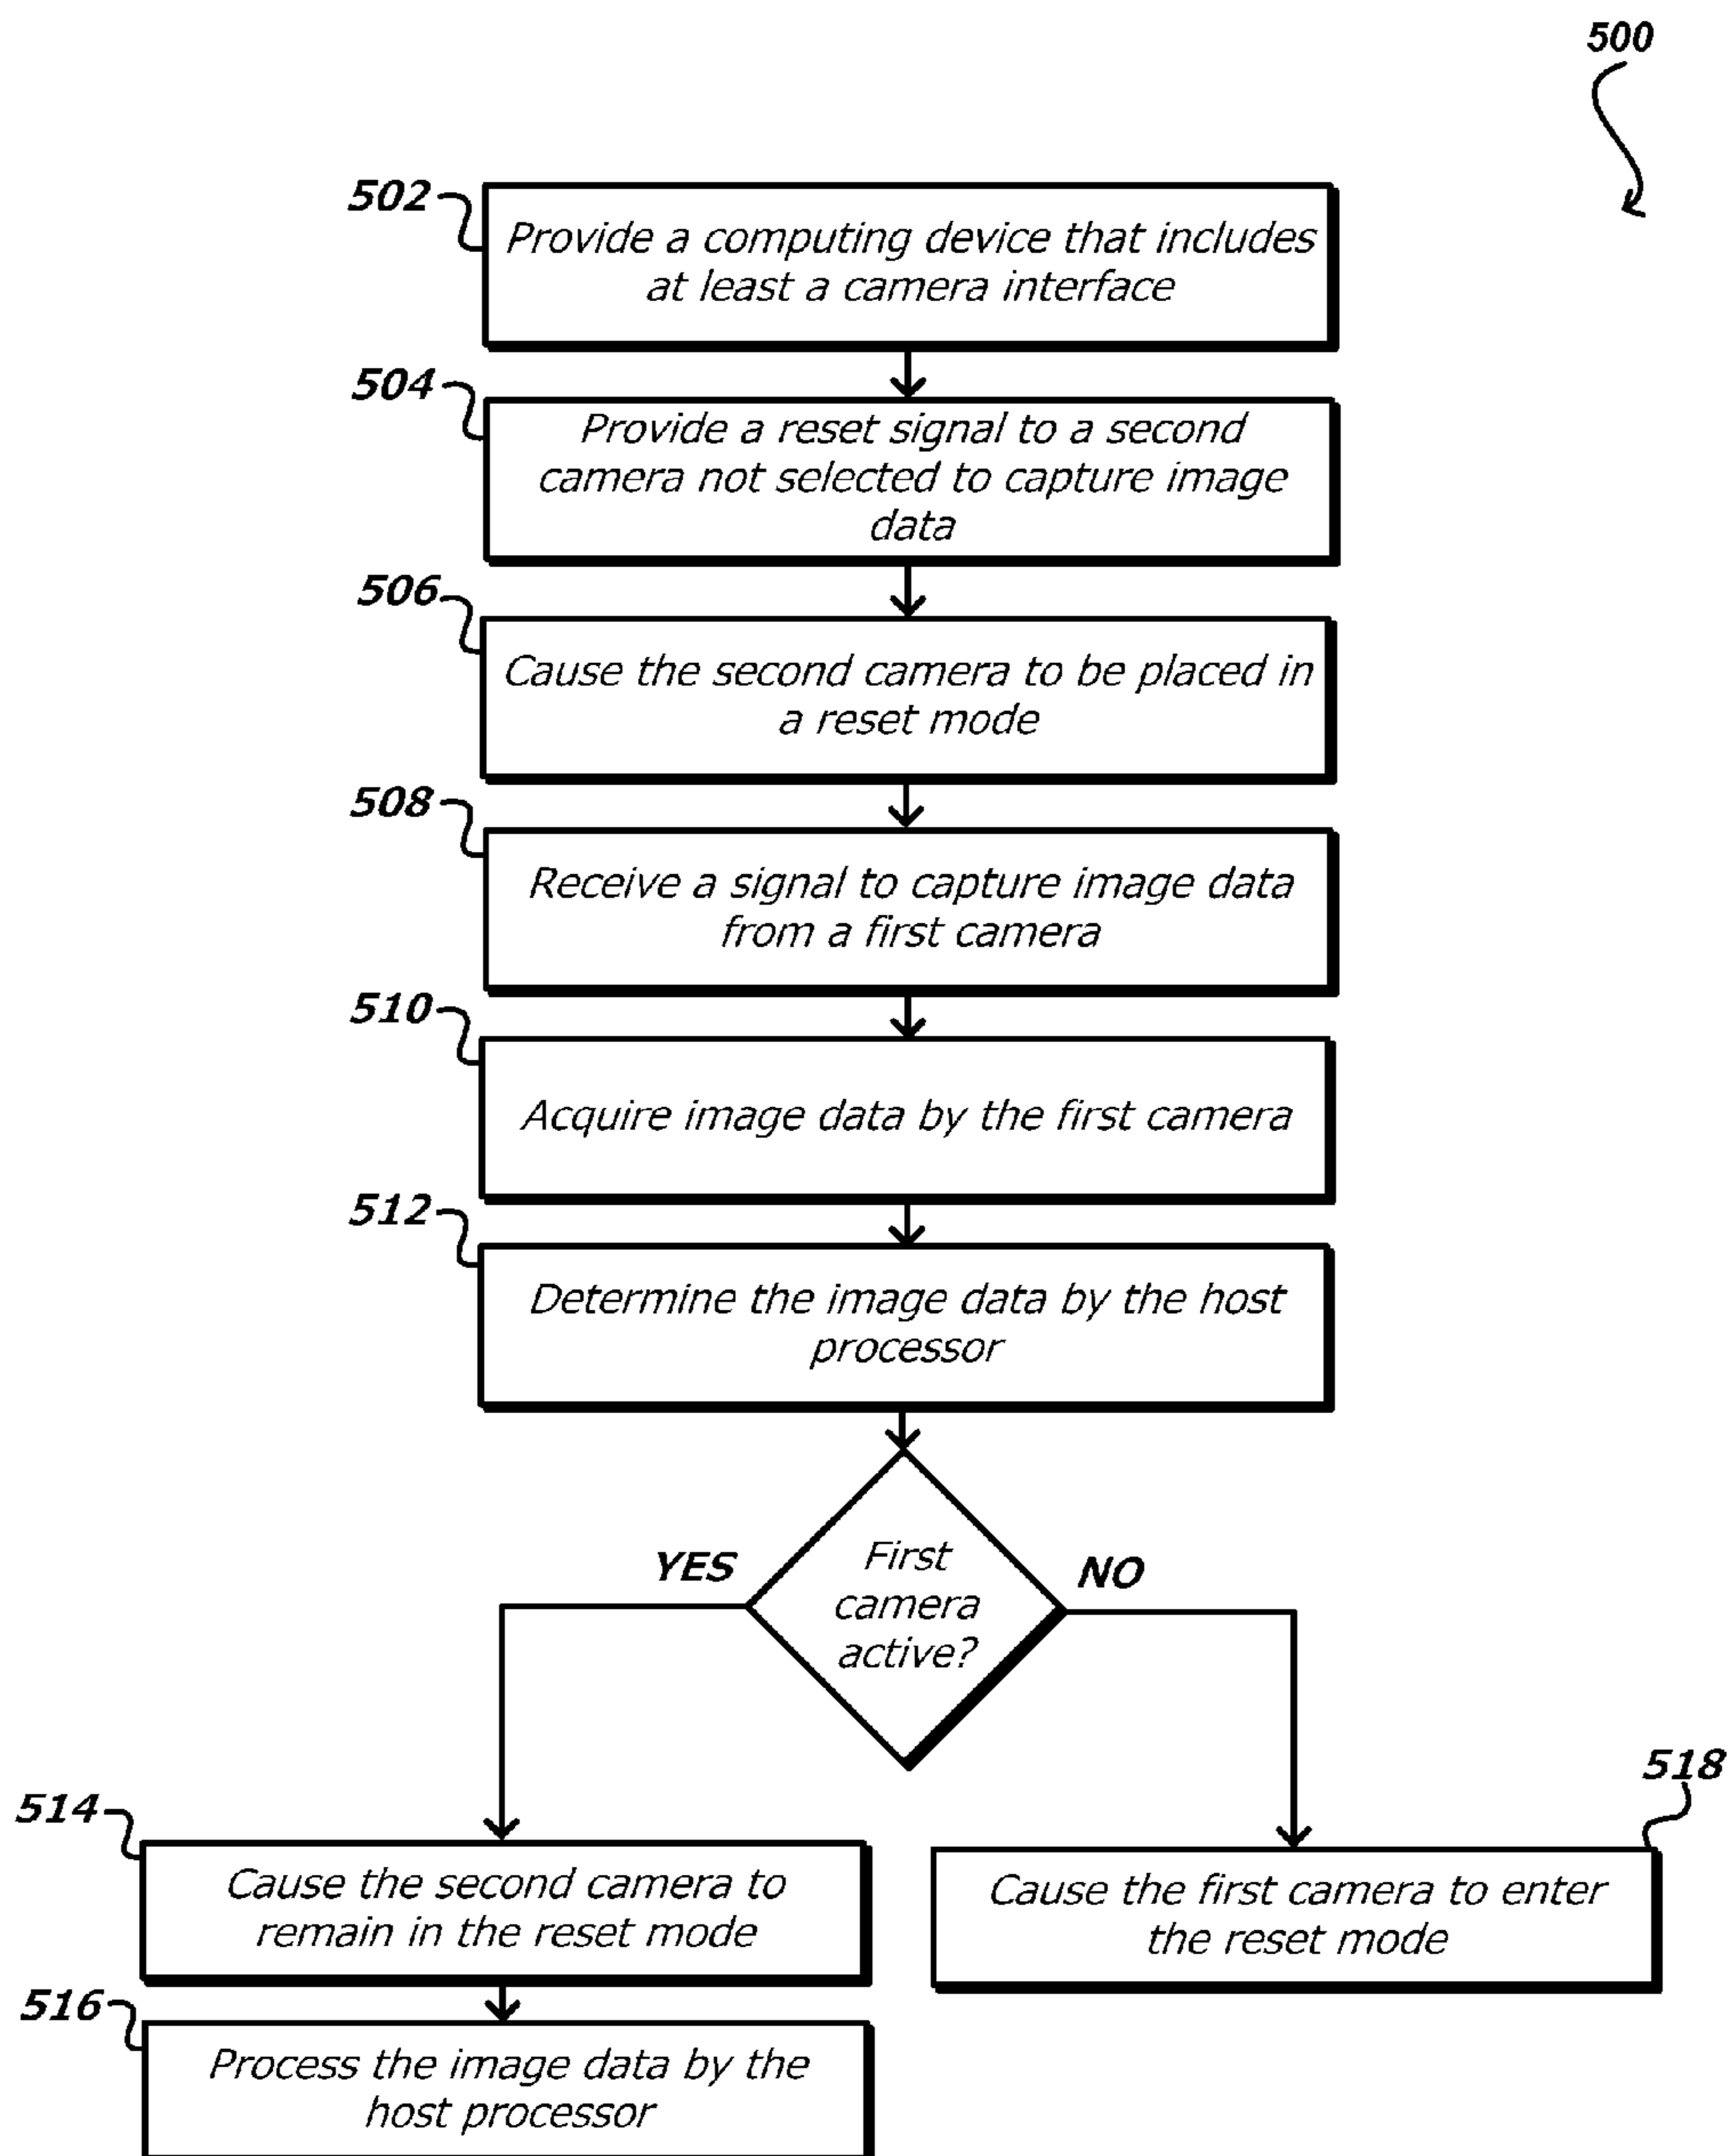 500
502
Provide a computing device that includes
at least a camera interface
504
Provide a reset signal to a second
camera not selected to capture image
data
506
Cause the second camera to be placed in
a reset mode
508
Receive a signal to capture image data
from a first camera
510
Acquire image data by the first camera
512
Determine the image data by the host
processor
First
camera
active?
YES
NO
514
Cause the second camera to
remain in the reset mode
518
Cause the first camera to enter
the reset mode
516
Process the image data by the
host processor